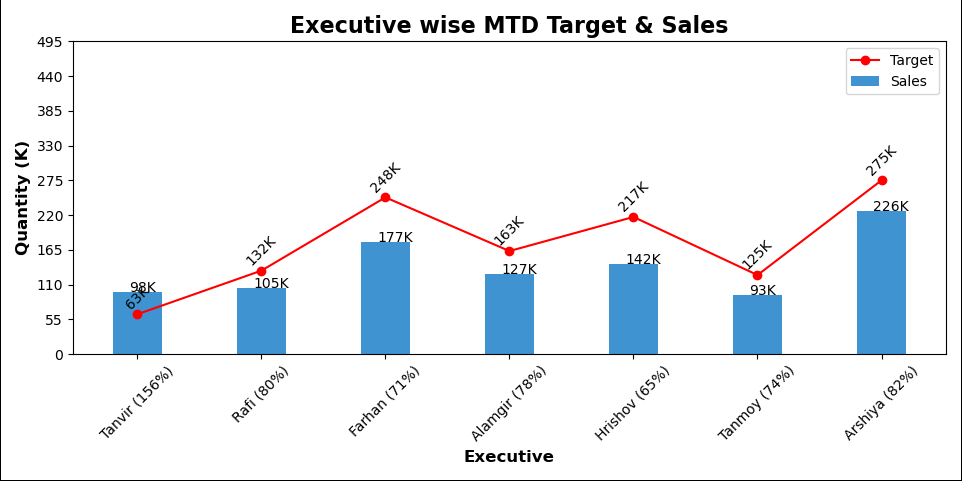 Executive wise MTD Target & Sales
Quantity (K)
495
440
385
330
275
220
165
110
55
0
Target
Sales
63K
132K
248K
163K
217K
125K
275K
98K
105K
177K
127K
142K
93K
226K
Tanvir (156%)
Rafi (80%)
Farhan (71%)
Alamgir (78%)
Hrishov (65%)
Tanmoy (74%)
Arshiya (82%)
Executive